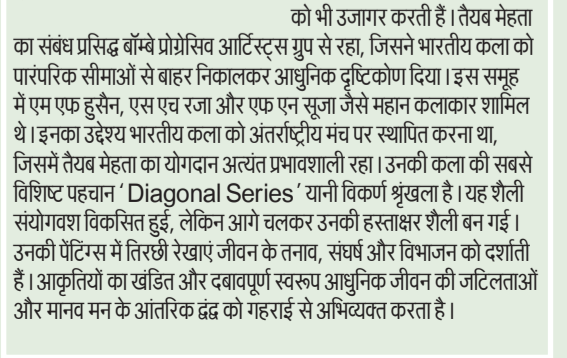 को भी उजागर करती हैं। तैयब मेहता
का संबंध प्रसिद्ध बॉम्बे प्रोग्रेसिव आर्टिस्ट्स ग्रुप से रहा, जिसने भारतीय कला को
पारंपरिक सीमाओं से बाहर निकालकर आधुनिक दृष्टिकोण दिया। इस समूह
में एम एफ हुसैन, एस एच रजा और एफ एन सूजा जैसे महान कलाकार शामिल
थे। इनका उद्देश्य भारतीय कला को अंतर्राष्ट्रीय मंच पर स्थापित करना था,
जिसमें तैयब मेहता का योगदान अत्यंत प्रभावशाली रहा। उनकी कला की सबसे
विशिष्ट पहचान ‘ Diagonal Series ’ यानी विकर्ण श्रृंखला है। यह शैली
संयोगवश विकसित हुई, लेकिन आगे चलकर उनकी हस्ताक्षर शैली बन गई।
उनकी पेंटिंग्स में तिरछी रेखाएं जीवन के तनाव, संघर्ष और विभाजन को दर्शाती
हैं। आकृतियों का खंडित और दबावपूर्ण स्वरूप आधुनिक जीवन की जटिलताओं
और मानव मन के आंतरिक द्वंद्व को गहराई से अभिव्यक्त करता है।